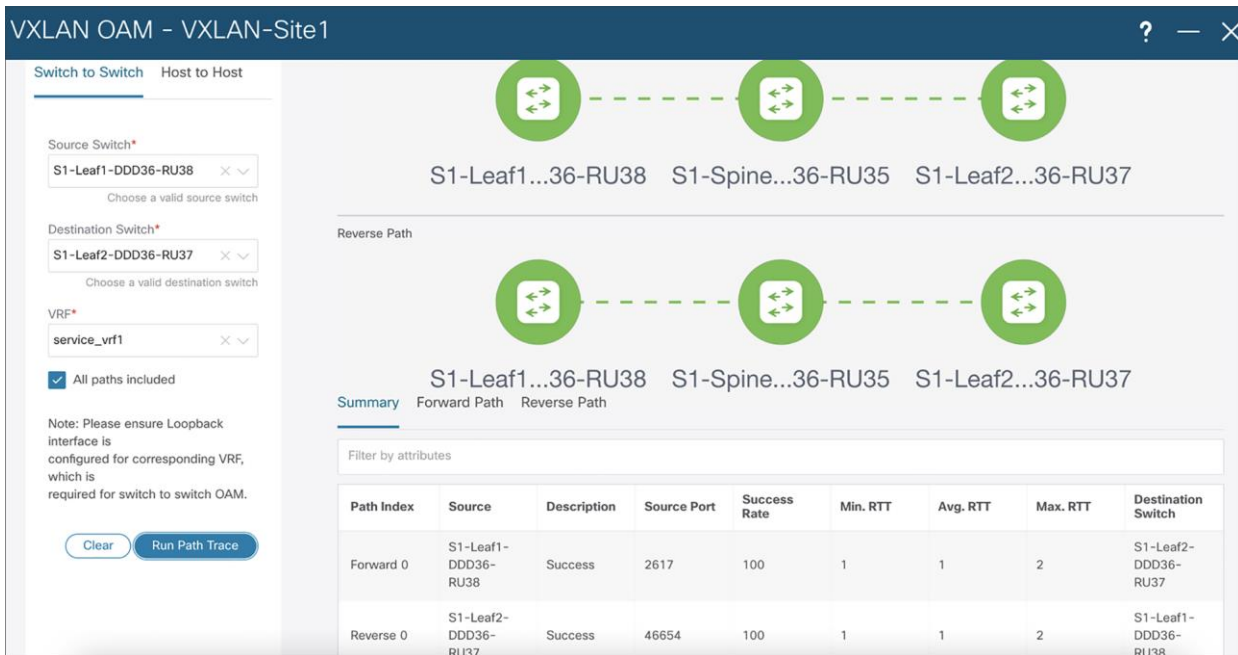 VXLAN OAM - VXLAN-Site1
?
Switch to Switch Host to Host
Source Switch*
S1-Leaf1-DDD36-RU38
Choose a valid source switch
Destination Switch*
S1-Leaf2-DDD36-RU37
Choose a valid destination switch
VRF*
service_vrf1
All paths included
Note: Please ensure Loopback
interface is
configured for corresponding VRF,
which is
required for switch to switch OAM.
Clear Run Path Trace
S1-Leaf1...36-RU38 S1-Spine...36-RU35 S1-Leaf2...36-RU37
Reverse Path
S1-Leaf1...36-RU38 S1-Spine...36-RU35 S1-Leaf2...36-RU37
Summary Forward Path Reverse Path
Filter by attributes
Path Index Source Description Source Port Success Rate Min. RTT Avg. RTT Max. RTT Destination Switch
Forward 0 S1-Leaf1-DDD36-RU38 Success 2617 100 1 1 2 S1-Leaf2-DDD36-RU37
Reverse 0 S1-Leaf2-DDD36-RU37 Success 46654 100 1 1 2 S1-Leaf1-DDD36-RU38